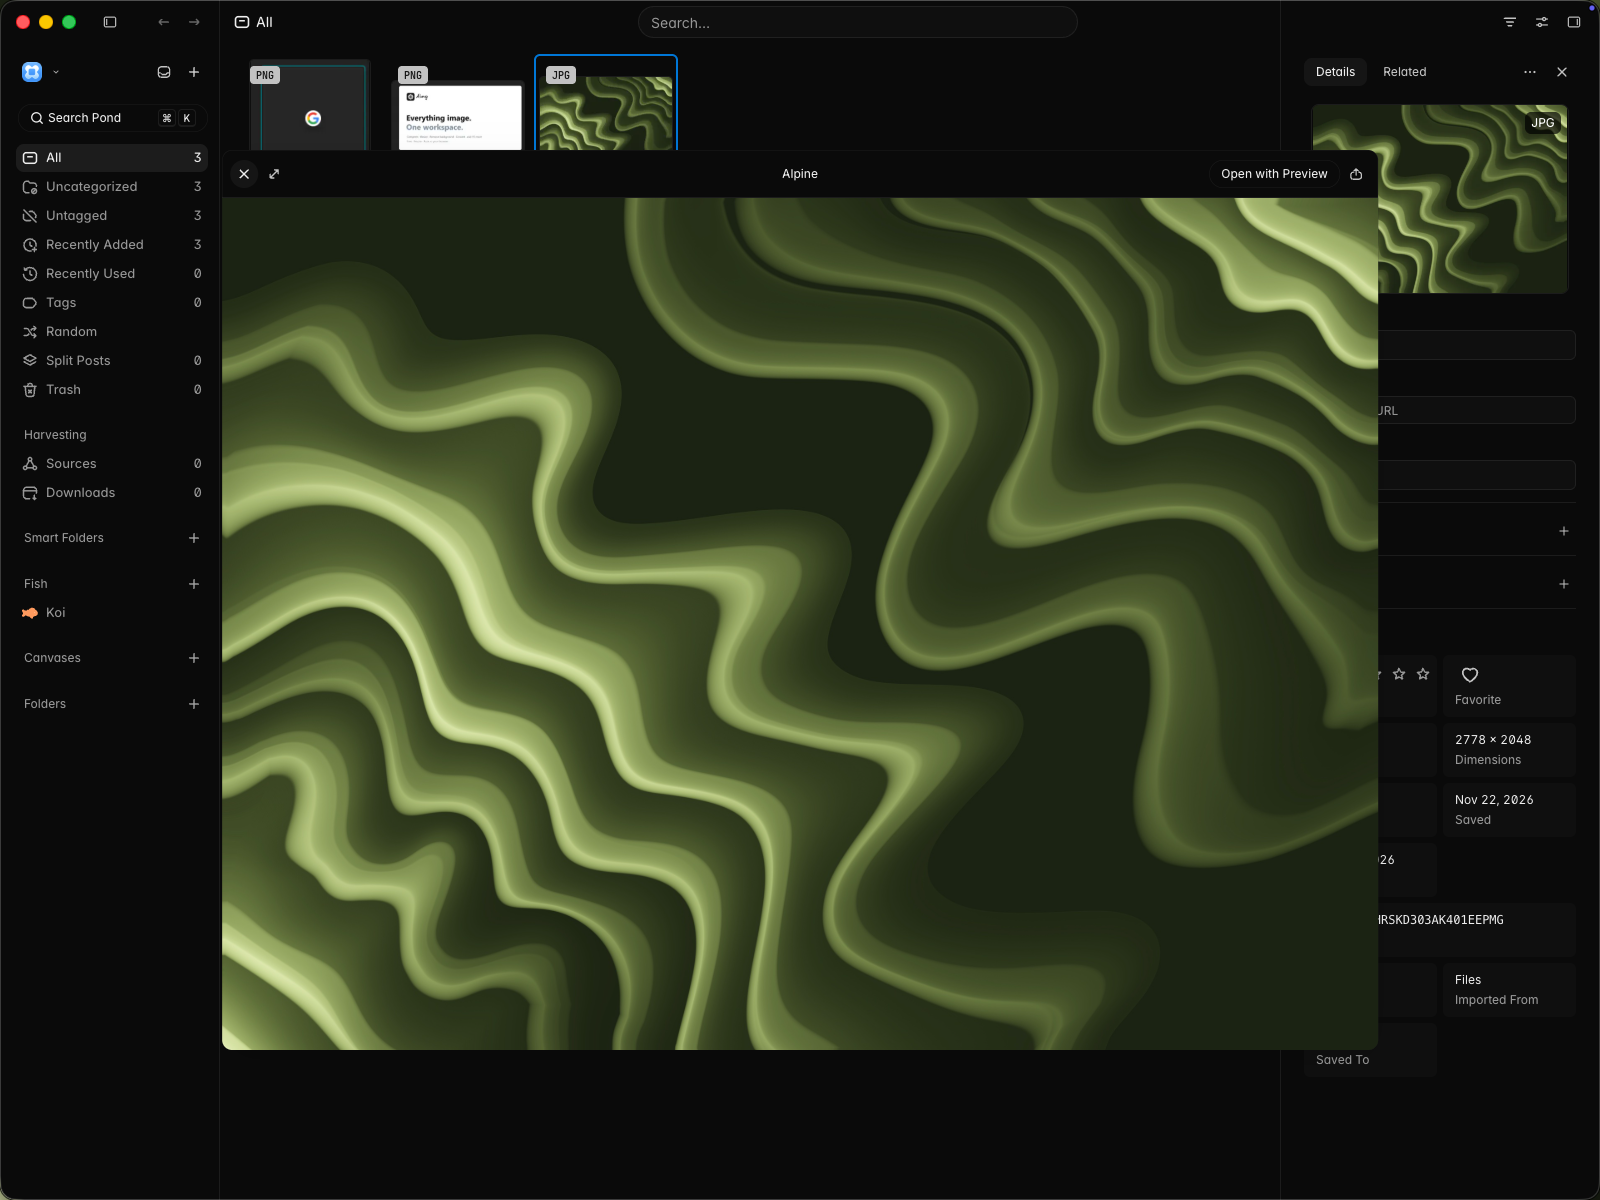 All
Search...
Search Pond
⌘ K
All 3
Uncategorized 3
Untagged 3
Recently Added 3
Recently Used 0
Tags 0
Random
Split Posts 0
Trash 0
Harvesting
Sources 0
Downloads 0
Smart Folders
Fish
Koi
Canvases
Folders
PNG
PNG
Everything image.
One workspace.
JPG
Alpine
Open with Preview
Details
Related
JPG
URL
Favorite
2778 × 2048
Dimensions
Nov 22, 2026
Saved
26
HRSKD303AK401EEPMG
Files
Imported From
Saved To